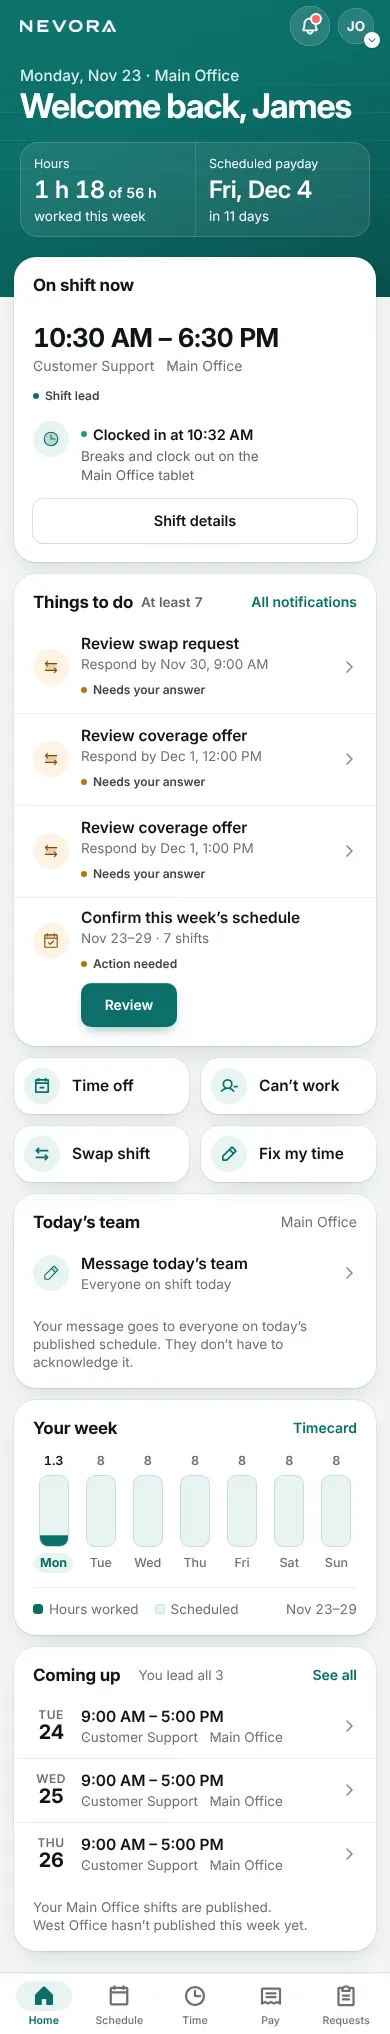 NEVORA
JO
Monday, Nov 23 · Main Office
Welcome back, James
Hours
1 h 18 of 56 h
worked this week
Scheduled payday
Fri, Dec 4
in 11 days
On shift now
10:30 AM – 6:30 PM
Customer Support Main Office
Shift lead
Clocked in at 10:32 AM
Breaks and clock out on the
Main Office tablet
Shift details
Things to do At least 7 All notifications
Review swap request
Respond by Nov 30, 9:00 AM
Needs your answer
Review coverage offer
Respond by Dec 1, 12:00 PM
Needs your answer
Review coverage offer
Respond by Dec 1, 1:00 PM
Needs your answer
Confirm this week’s schedule
Nov 23–29 · 7 shifts
Action needed
Review
Time off
Can’t work
Swap shift
Fix my time
Today’s team Main Office
Message today’s team
Everyone on shift today
Your message goes to everyone on today’s
published schedule. They don’t have to
acknowledge it.
Your week Timecard
1.3 8 8 8 8 8 8
Mon Tue Wed Thu Fri Sat Sun
Hours worked Scheduled Nov 23–29
Coming up You lead all 3 See all
TUE
24
9:00 AM – 5:00 PM
Customer Support Main Office
WED
25
9:00 AM – 5:00 PM
Customer Support Main Office
THU
26
9:00 AM – 5:00 PM
Customer Support Main Office
Your Main Office shifts are published.
West Office hasn’t published this week yet.
Home Schedule Time Pay Requests